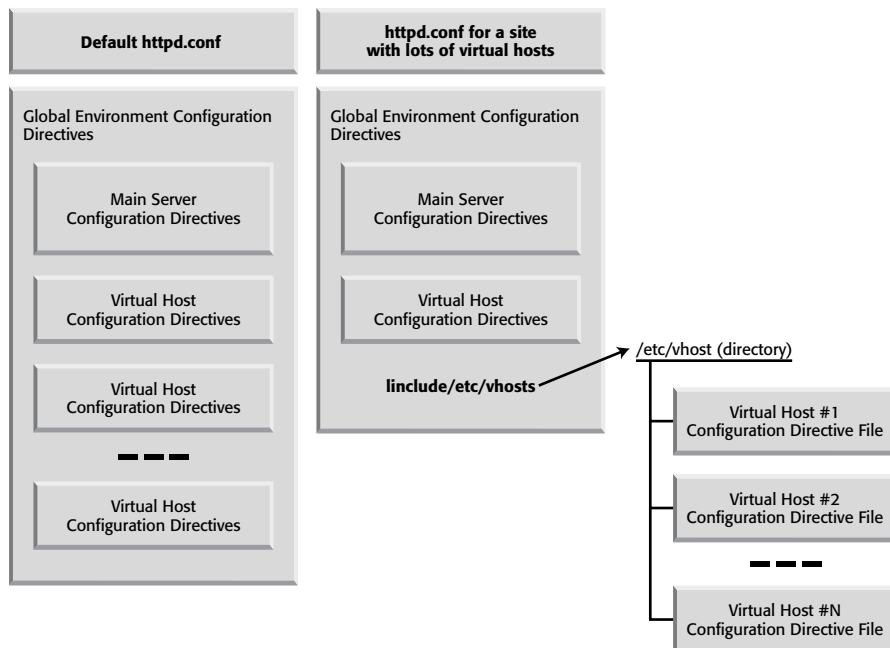 Default httpd.conf
httpd.conf for a site
with lots of virtual hosts
Global Environment Configuration
Directives
Main Server
Configuration Directives
Virtual Host
Configuration Directives
Virtual Host
Configuration Directives
Virtual Host
Configuration Directives
Global Environment Configuration
Directives
Main Server
Configuration Directives
Virtual Host
Configuration Directives
linclude/etc/vhosts
/etc/vhost (directory)
Virtual Host #1
Configuration Directive File
Virtual Host #2
Configuration Directive File
Virtual Host #N
Configuration Directive File